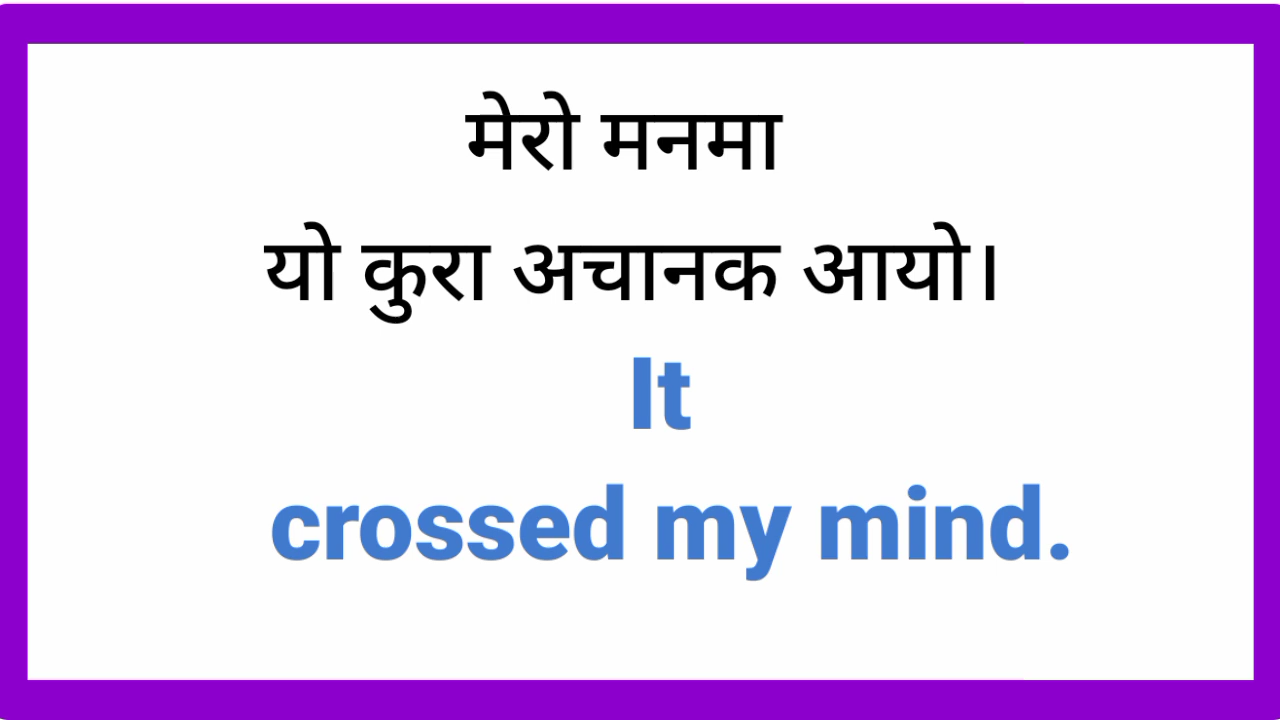 मेरो मनमा
यो कुरा अचानक आयो।
It
crossed my mind.